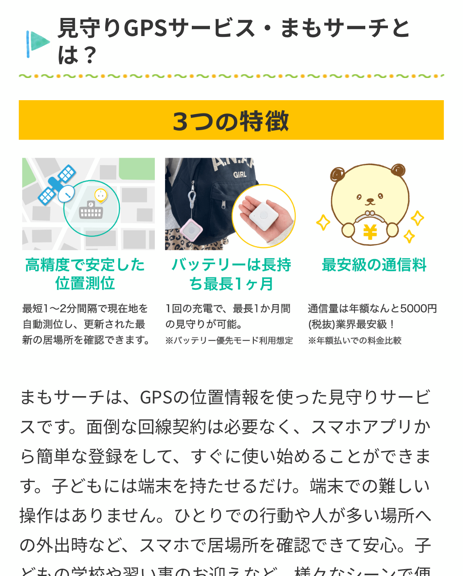 見守りGPSサービス・まもサーチと
は？
3つの特徴
GIRL
¥
高精度で安定した
位置測位
バッテリーは長持
ち最長1ヶ月
最安級の通信料
最短1〜2分間隔で現在地を
自動測位し、更新された最
新の居場所を確認できます。
1回の充電で、最長1か月間
の見守りが可能。
※バッテリー優先モード利用想定
通信量は年額なんと5000円
(税抜)業界最安級！
※年額払いでの料金比較
まもサーチは、GPSの位置情報を使った見守りサービ
スです。面倒な回線契約は必要なく、スマホアプリか
ら簡単な登録をして、すぐに使い始めることができま
す。子どもには端末を持たせるだけ。端末での難しい
操作はありません。ひとりでの行動や人が多い場所へ
の外出時など、スマホで居場所を確認できて安心。子
どもの学校や習い事のお迎えなど、様々なシーンで便